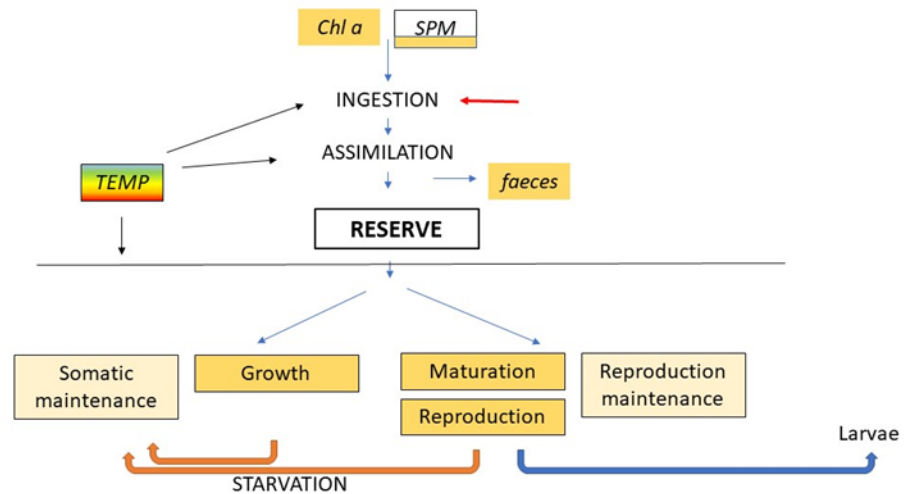 Chl a
SPM
INGESTION
ASSIMILATION
TEMP
faeces
RESERVE
Somatic
maintenance
Growth
Maturation
Reproduction
Reproduction
maintenance
Larvae
STARVATION